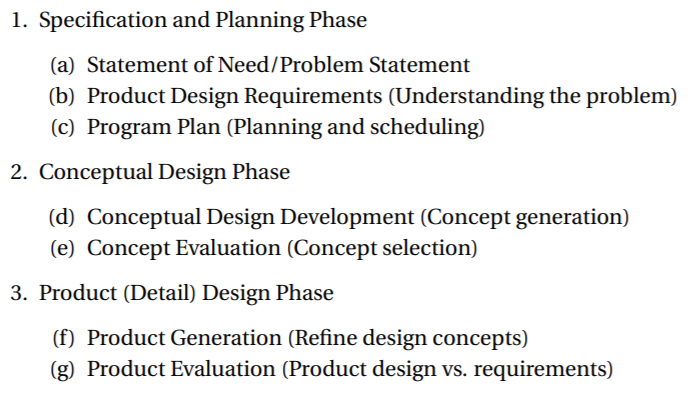 1. Specification and Planning Phase
(a) Statement of Need/Problem Statement
(b) Product Design Requirements (Understanding the problem)
(c) Program Plan (Planning and scheduling)
2. Conceptual Design Phase
(d) Conceptual Design Development (Concept generation)
(e) Concept Evaluation (Concept selection)
3. Product (Detail) Design Phase
(f) Product Generation (Refine design concepts)
(g) Product Evaluation (Product design vs. requirements)